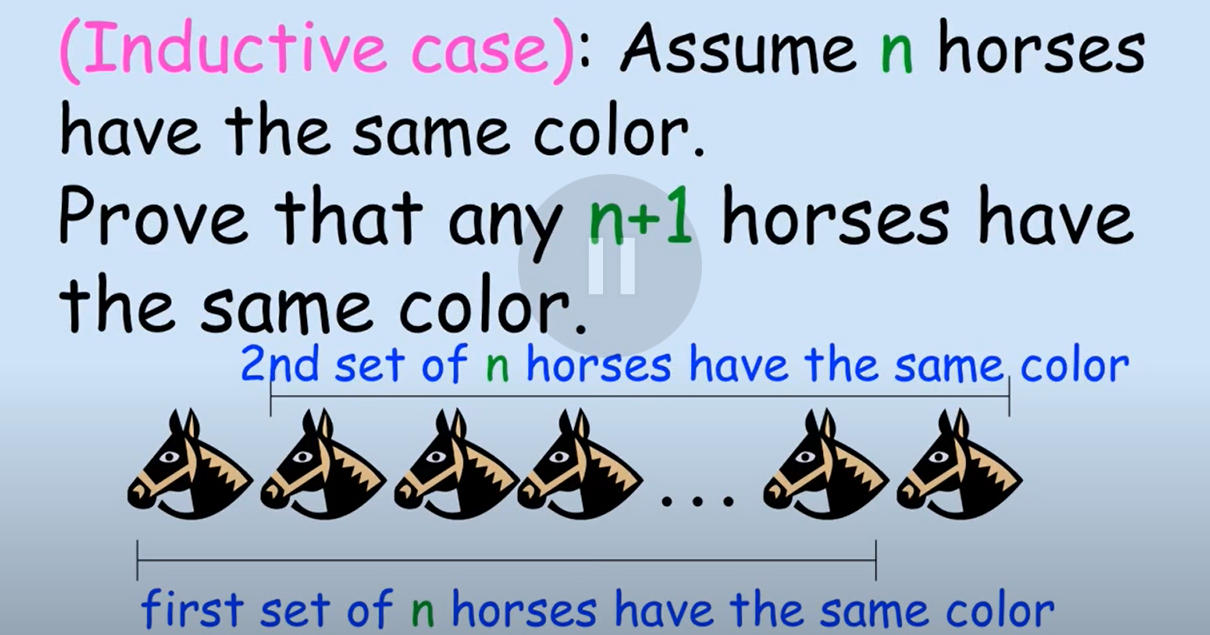 (Inductive case): Assume n horses
have the same color.
Prove that any n+1 horses have
the same color.
2nd set of n horses have the same color
...
first set of n horses have the same color